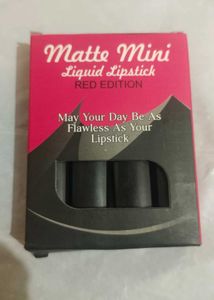 Matte Mini
Liquid Lipstick
RED EDITION
May Your Day Be As
Flawless As Your
Lipstick